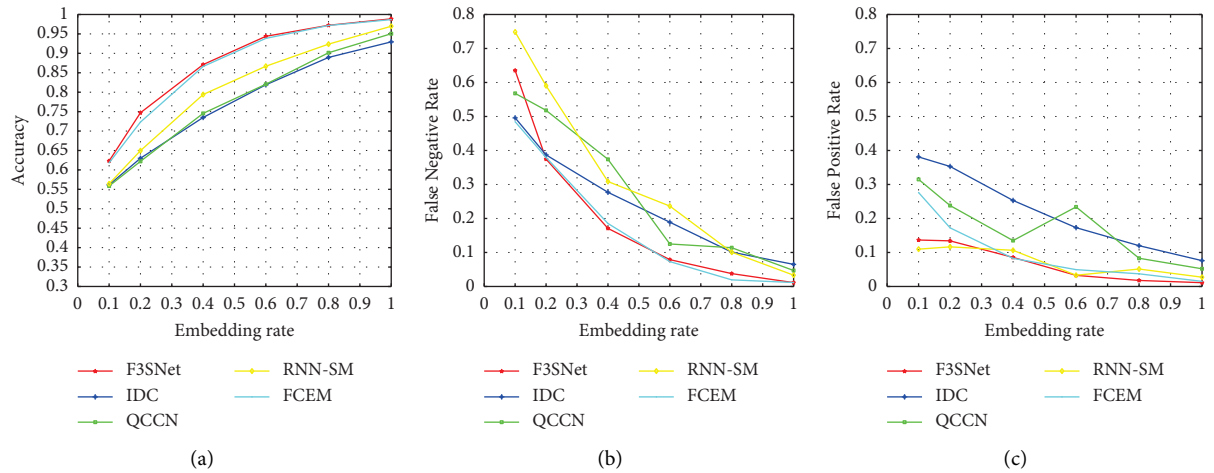 1
0.95
0.9
0.85
0.8
0.75
0.7
0.65
0.6
0.55
0.5
0.45
0.4
0.35
0.3
Accuracy
0.1 0.2 0.3 0.4 0.5 0.6 0.7 0.8 0.9 1
Embedding rate
F3SNet RNN-SM
IDC FCEM
QCCN
(a)
0.8
0.7
0.6
0.5
0.4
0.3
0.2
0.1
0
False Negative Rate
0.1 0.2 0.3 0.4 0.5 0.6 0.7 0.8 0.9 1
Embedding rate
F3SNet RNN-SM
IDC FCEM
QCCN
(b)
0.8
0.7
0.6
0.5
0.4
0.3
0.2
0.1
0
False Positive Rate
0.1 0.2 0.3 0.4 0.5 0.6 0.7 0.8 0.9 1
Embedding rate
F3SNet RNN-SM
IDC FCEM
QCCN
(c)